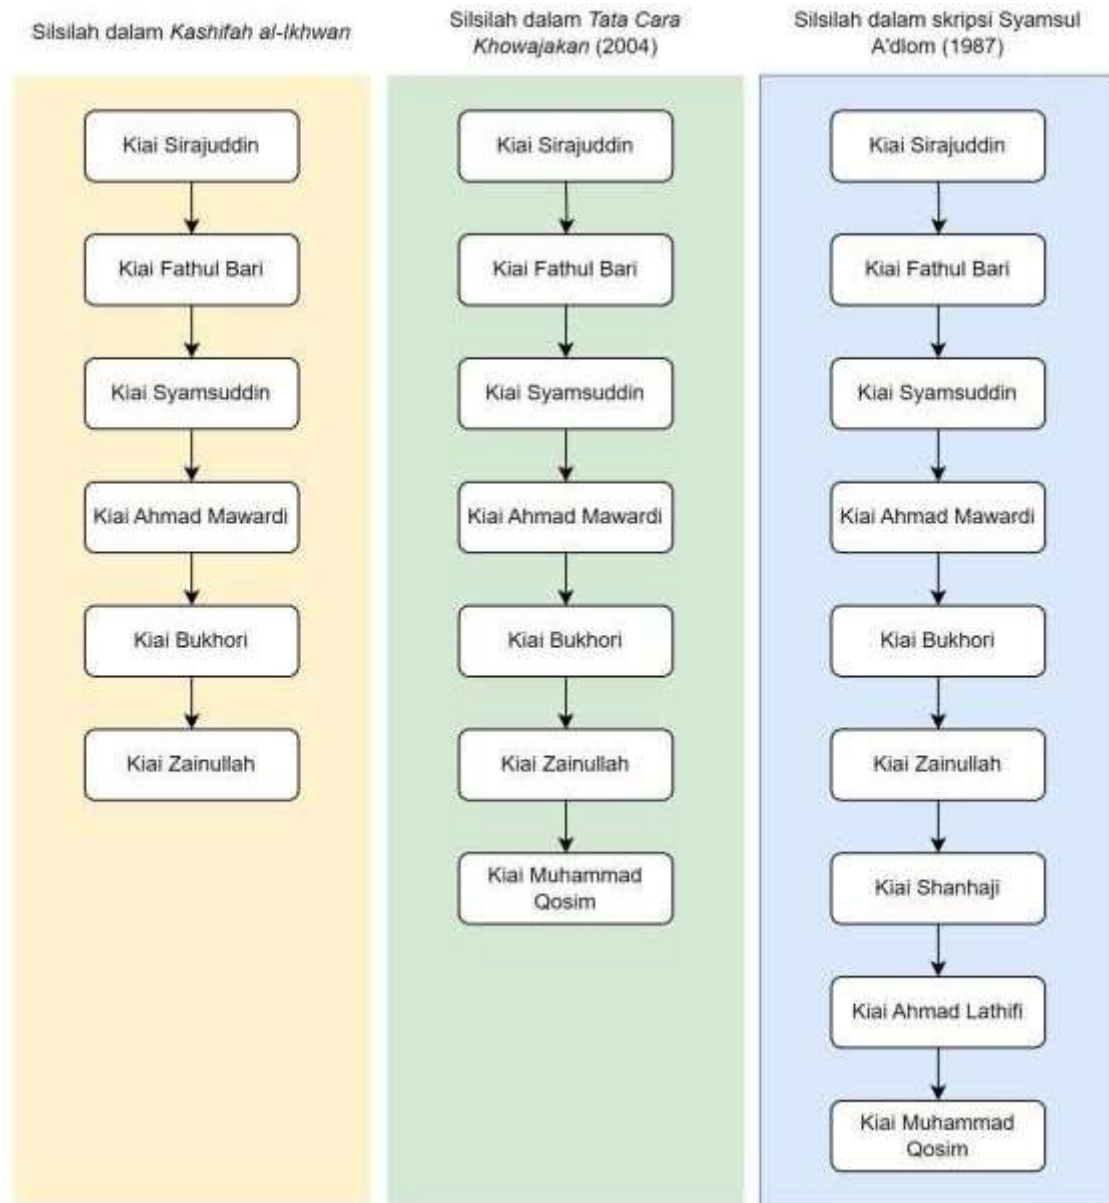 Silsilah dalam Kashifah al-Ikhwan
Kiai Sirajuddin
Kiai Fathul Bari
Kiai Syamsuddin
Kiai Ahmad Mawardi
Kiai Bukhori
Kiai Zainullah
Silsilah dalam Tata Cara
Khowajakan (2004)
Kiai Sirajuddin
Kiai Fathul Bari
Kiai Syamsuddin
Kiai Ahmad Mawardi
Kiai Bukhori
Kiai Zainullah
Kiai Muhammad
Qosim
Silsilah dalam skripsi Syamsul
A'dlom (1987)
Kiai Sirajuddin
Kiai Fathul Bari
Kiai Syamsuddin
Kiai Ahmad Mawardi
Kiai Bukhori
Kiai Zainullah
Kiai Shanhaji
Kiai Ahmad Lathifi
Kiai Muhammad
Qosim